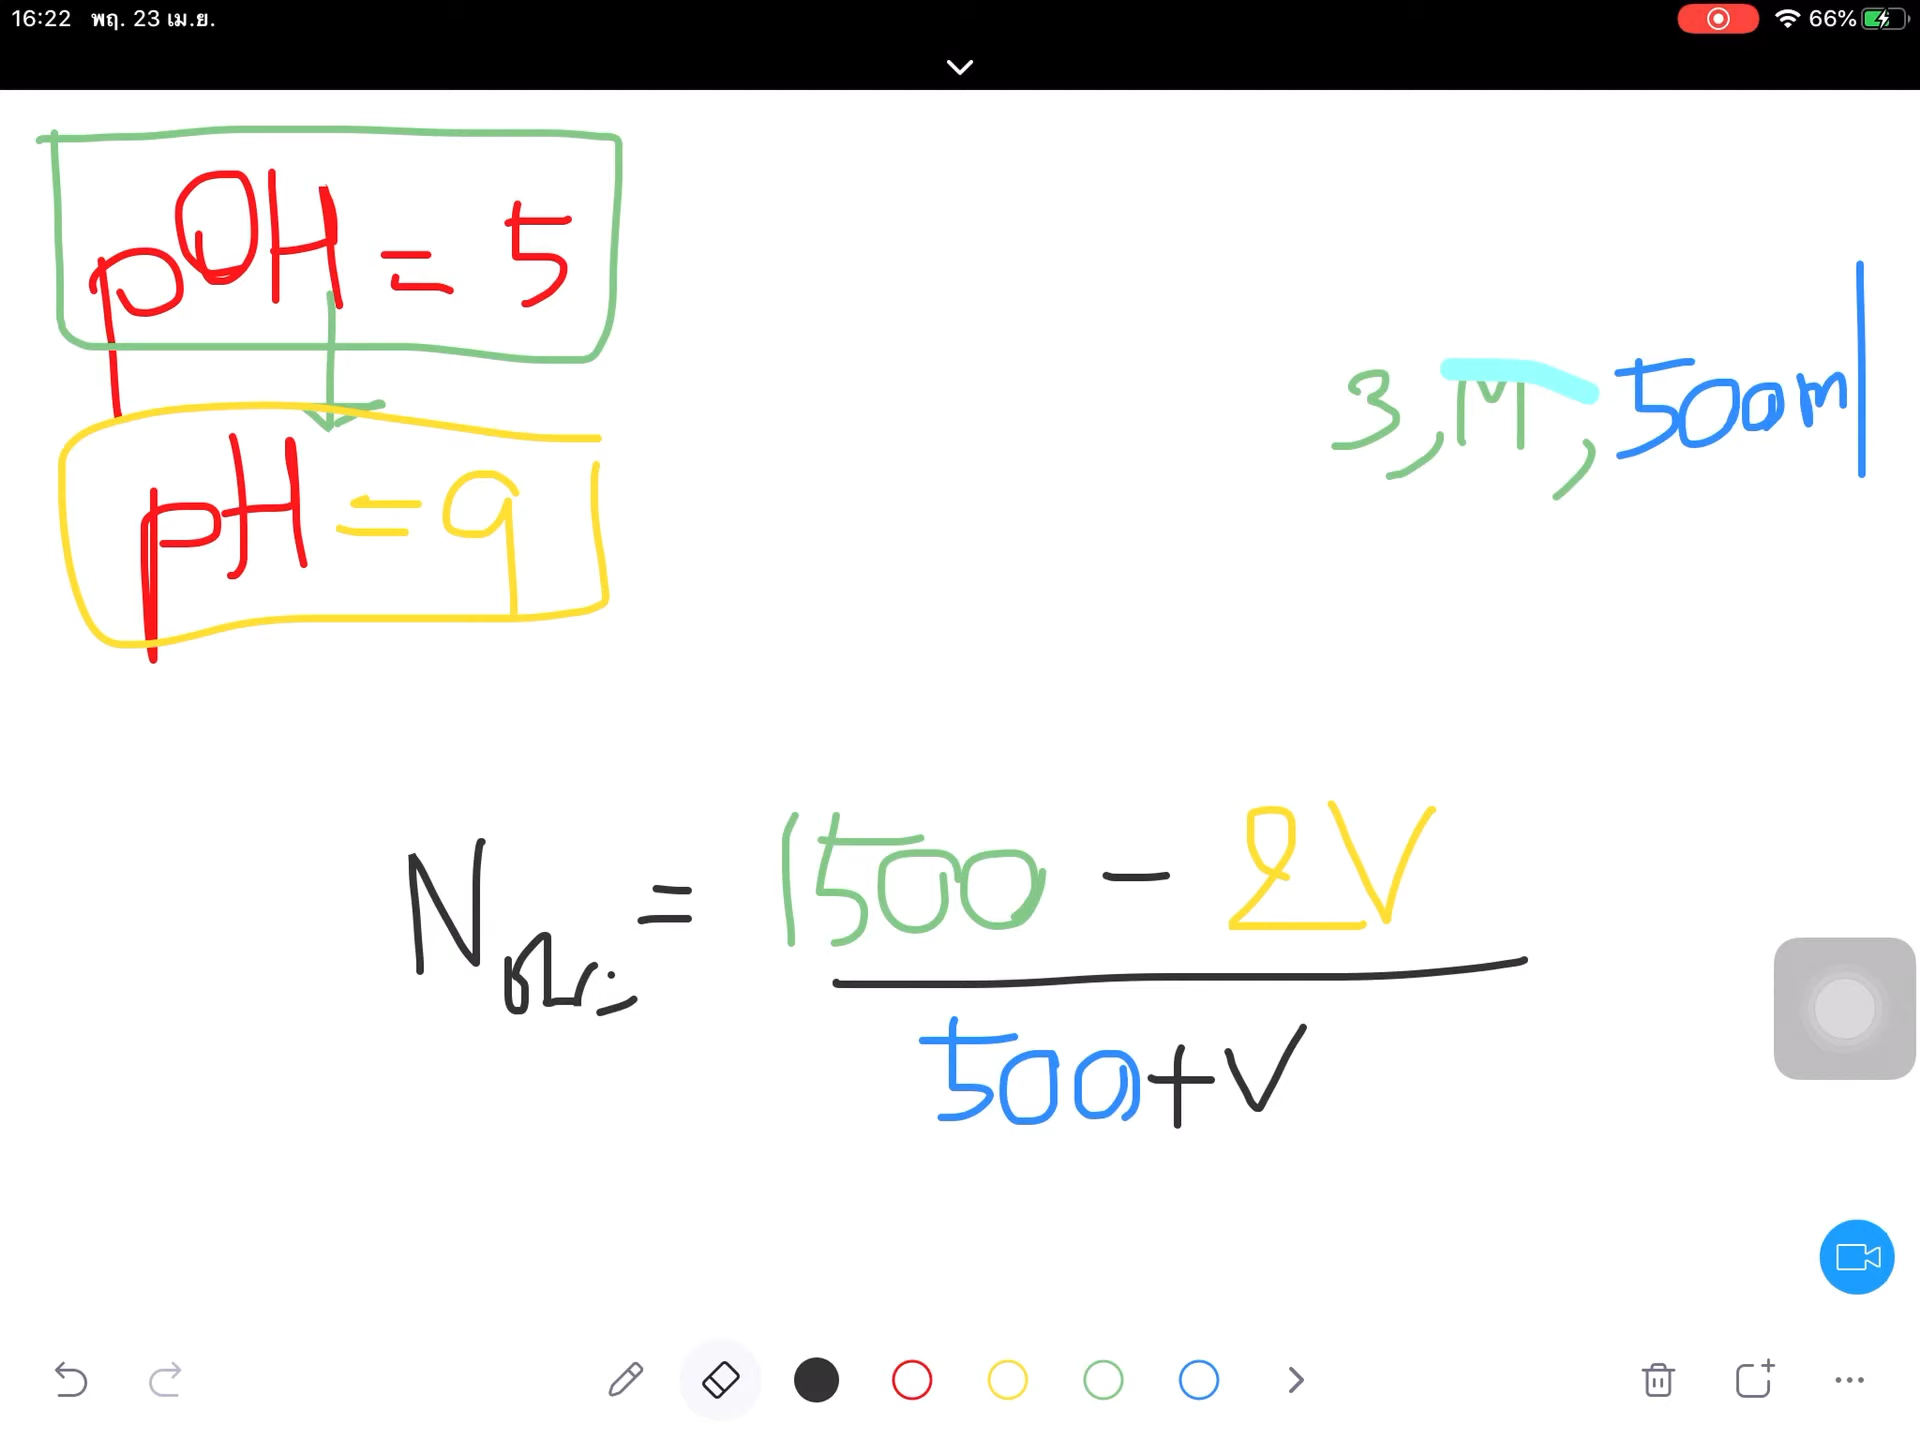 16:22 พฤ. 23 เม.ย.
66%
pOH = 5
3, M, 500ml
pH = 9
N = 1500 - 2V
500+V